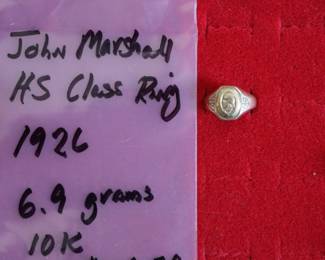 John Marshall
HS Class Ring
1926
6.9 grams
10K